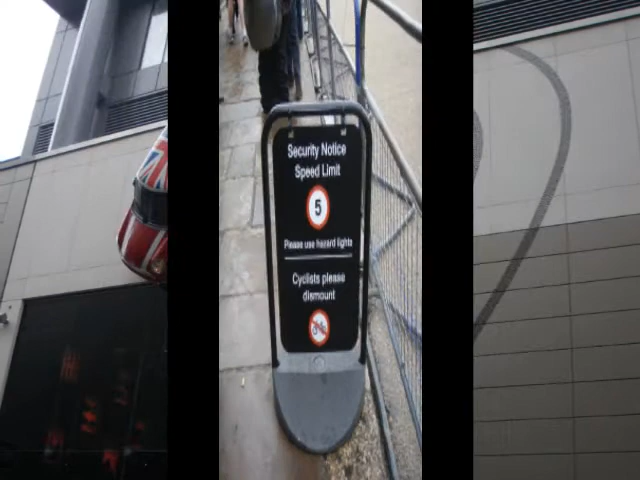 Security Notice
Speed Limit
5
Please use hazard lights
Cyclists please
dismount